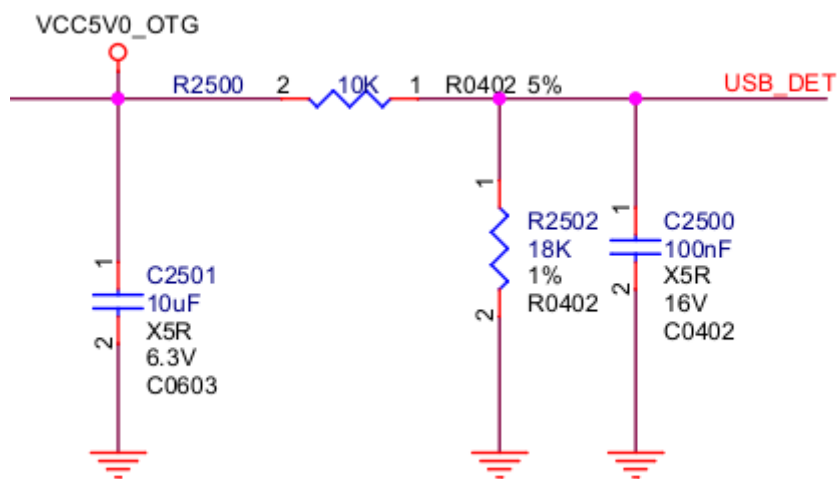 VCC5V0_OTG
R2500 2 10K 1 R0402 5% USB_DET
1
R2502
18K
1%
R0402
2
1
C2500
100nF
X5R
16V
C0402
2
1
C2501
10uF
X5R
6.3V
C0603
2